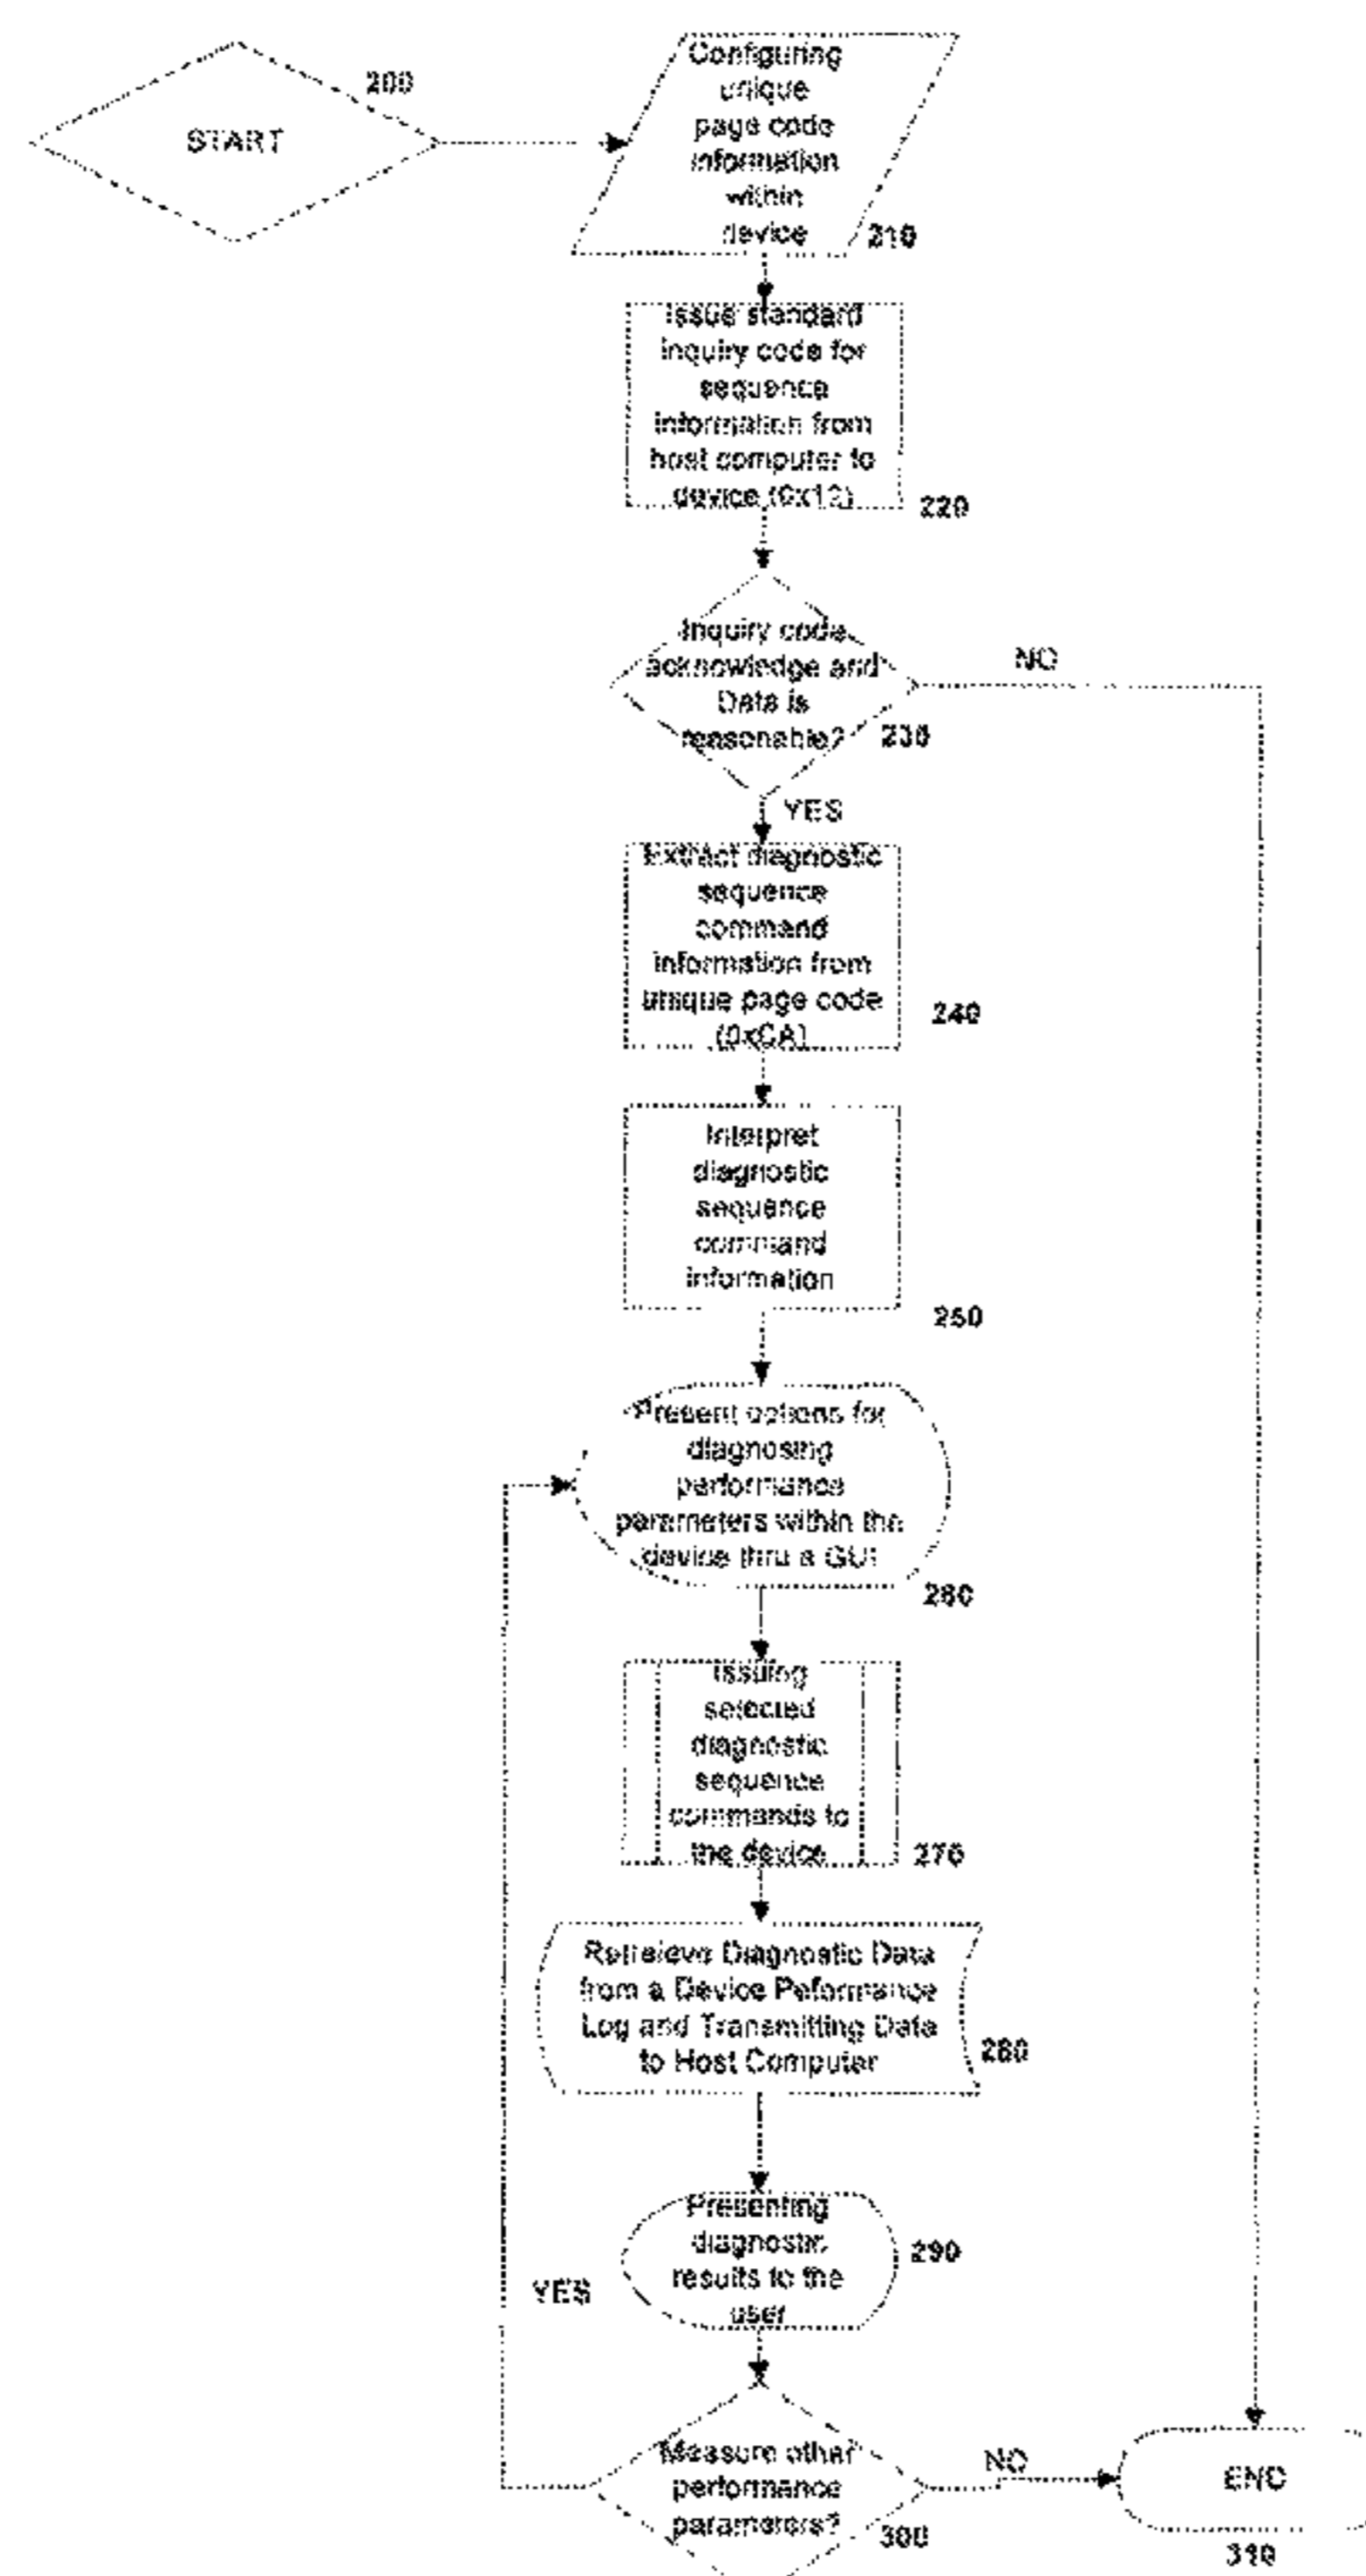 200
START
Configuring
unique
page code
information
within
device
210
Issue standard
inquiry code for
sequence
information from
host computer to
device (0x12)
220
Inquiry code
acknowledge and
Data is
reasonable?
230
NO
YES
Extract diagnostic
sequence
command
information from
unique page code
(0xCA)
240
Interpret
diagnostic
sequence
command
information
250
Present options for
diagnosing
performance
parameters within the
device thru a GUI
260
Issuing
selected
diagnostic
sequence
commands to
the device
270
Retreieve Diagnostic Data
from a Device Peformance
Log and Transmitting Data
to Host Computer
280
Presenting
diagnostic
results to the
user
290
YES
Measure other
performance
parameters?
300
NO
END
310